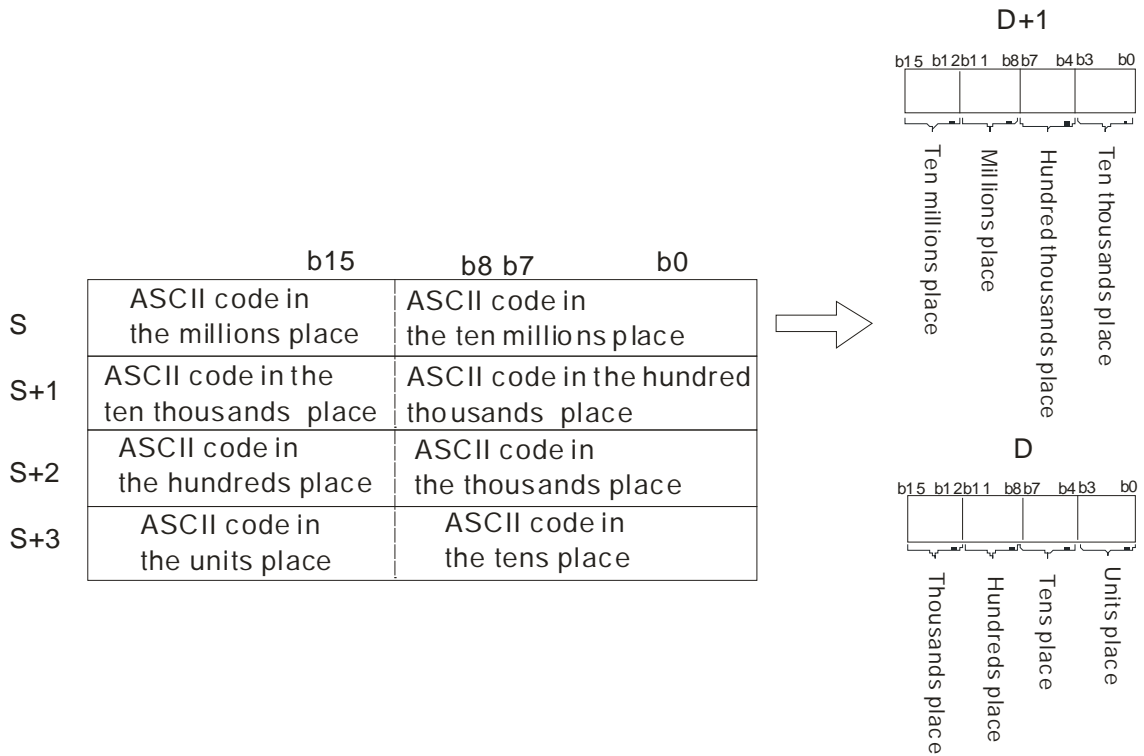 D+1
b15 b12 b11 b8 b7 b4 b3 b0
Ten millions place
Millions place
Hundred thousands place
Ten thousands place
b15 b8 b7 b0
S
ASCII code in
the millions place
ASCII code in
the ten millions place
S+1
ASCII code in the
ten thousands place
ASCII code in the hundred
thousands place
S+2
ASCII code in
the hundreds place
ASCII code in
the thousands place
S+3
ASCII code in
the units place
ASCII code in
the tens place
D
b15 b12 b11 b8 b7 b4 b3 b0
Thousands place
Hundreds place
Tens place
Units place